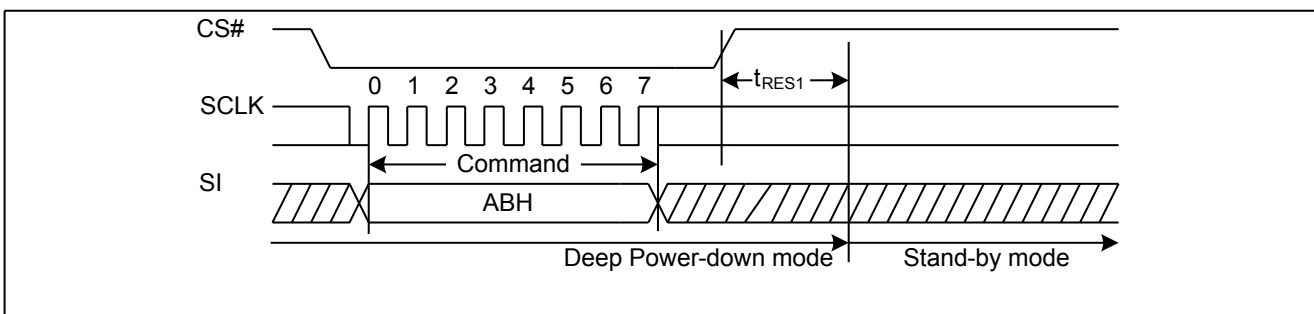 CS#
0 1 2 3 4 5 6 7
tRES1
SCLK
Command
SI
ABH
Deep Power-down mode Stand-by mode